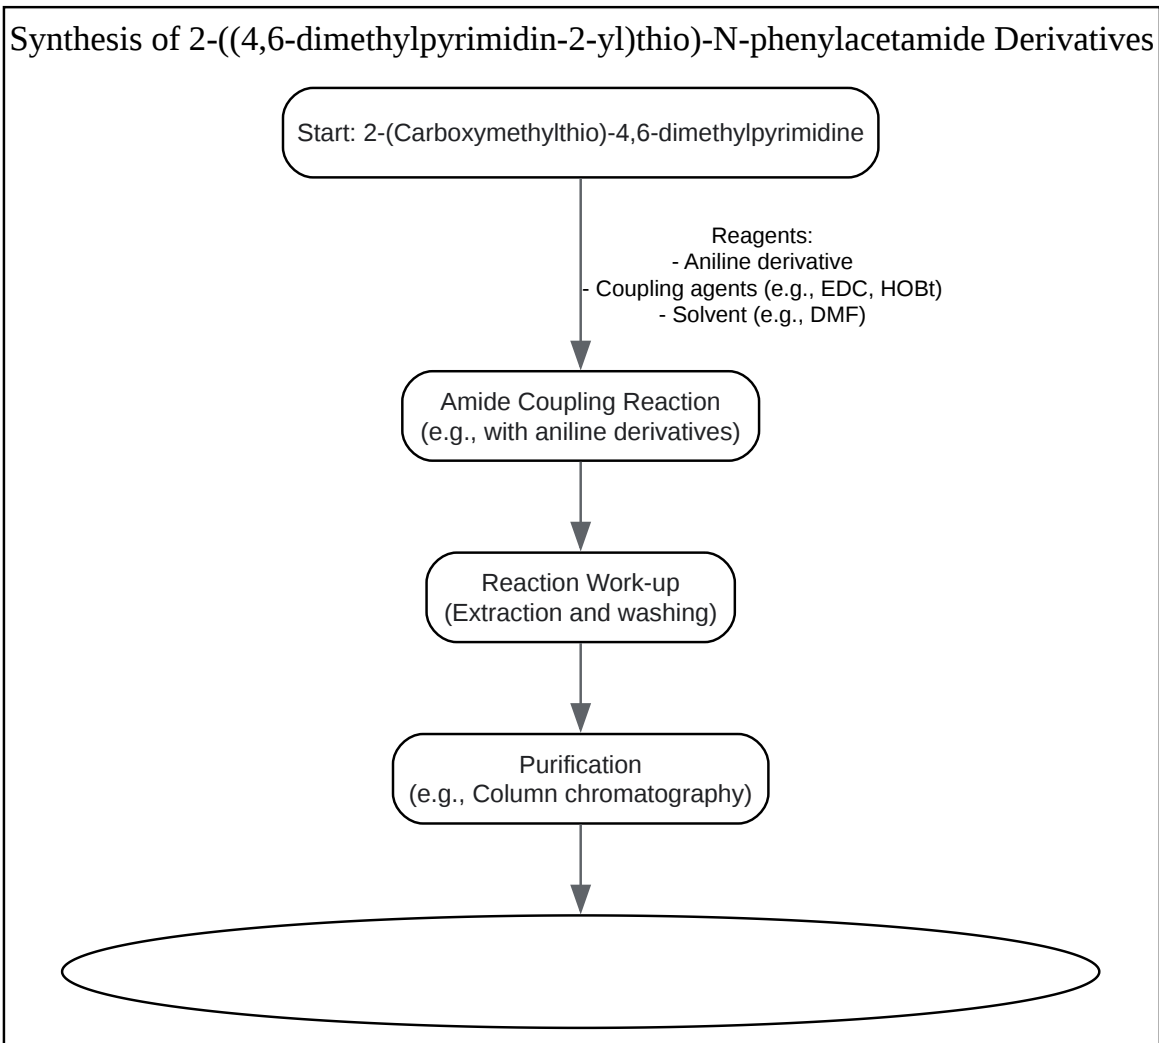 Synthesis of 2-((4,6-dimethylpyrimidin-2-yl)thio)-N-phenylacetamide Derivatives
Start: 2-(Carboxymethylthio)-4,6-dimethylpyrimidine
Reagents:
- Aniline derivative
- Coupling agents (e.g., EDC, HOBt)
- Solvent (e.g., DMF)
Amide Coupling Reaction
(e.g., with aniline derivatives)
Reaction Work-up
(Extraction and washing)
Purification
(e.g., Column chromatography)